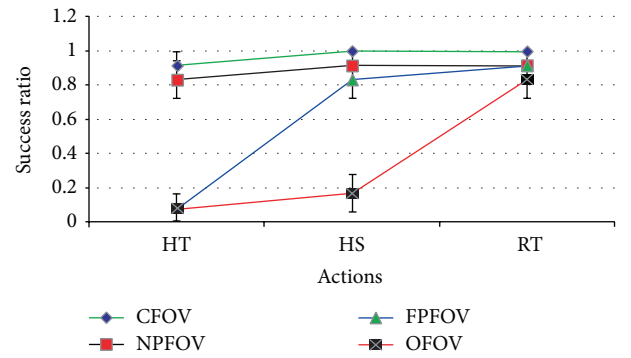 1.2
1
0.8
0.6
0.4
0.2
0
Success ratio
HT HS RT
Actions
CFOV FPFOV
NPFOV OFOV